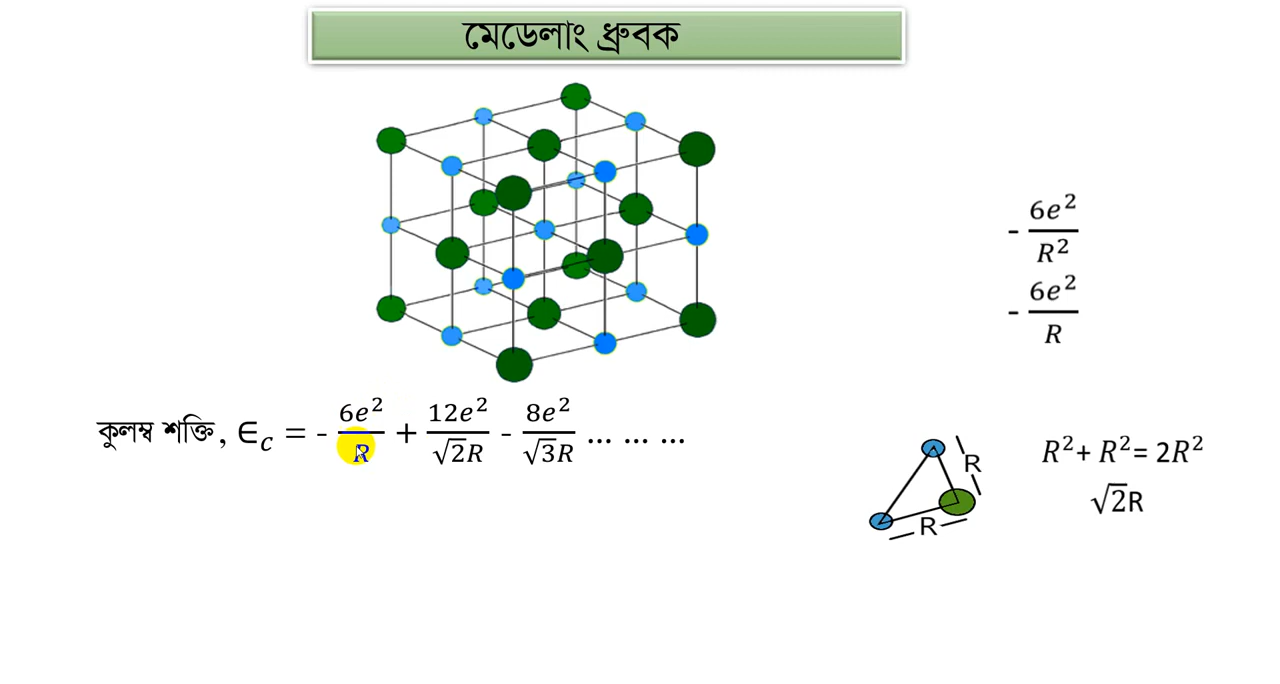 মেডেলাং ধ্রুবক
- 6e²/R²
- 6e²/R
কুলম্ব শক্তি, ∈c = - 6e²/R + 12e²/√2R - 8e²/√3R ... ... ...
R
R
R²+ R²= 2R²
√2R